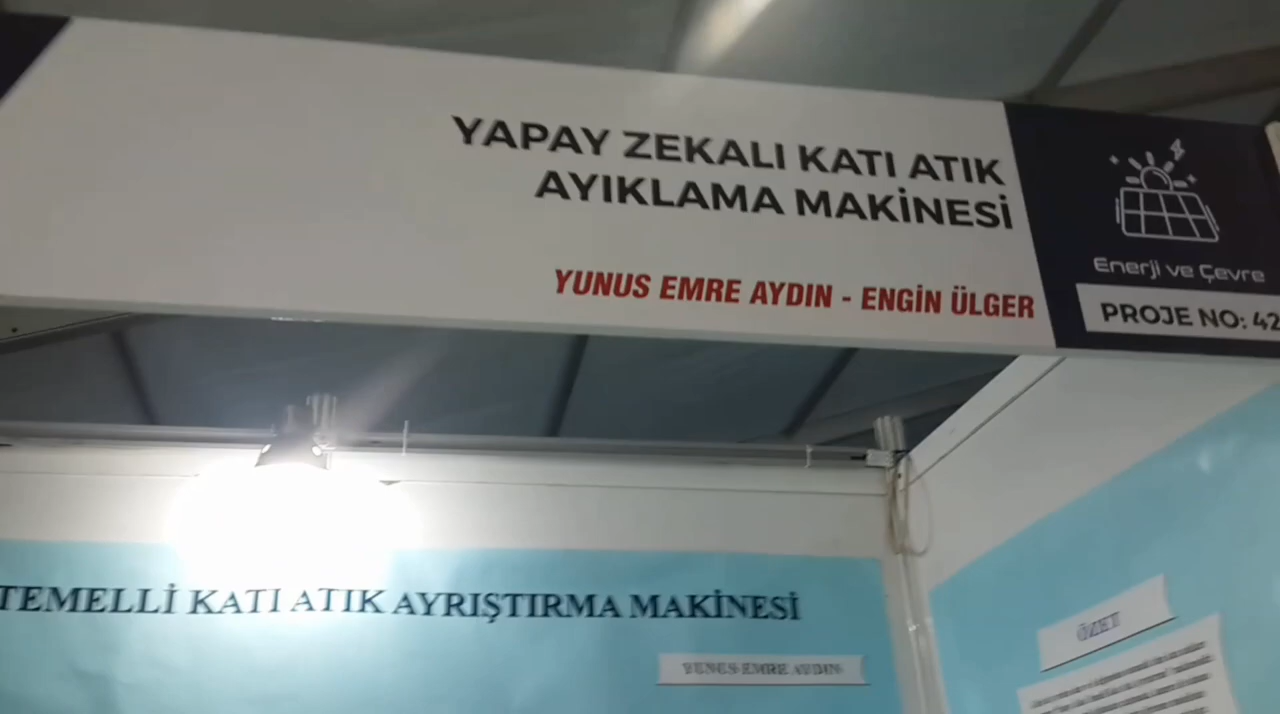 YAPAY ZEKALI KATI ATIK
AYIKLAMA MAKİNESİ
YUNUS EMRE AYDIN - ENGİN ÜLGER
Enerji ve Çevre
PROJE NO: 42
TEMELLİ KATI ATIK AYRIŞTIRMA MAKİNESİ
YUNUS EMRE AYDIN
ÖZET